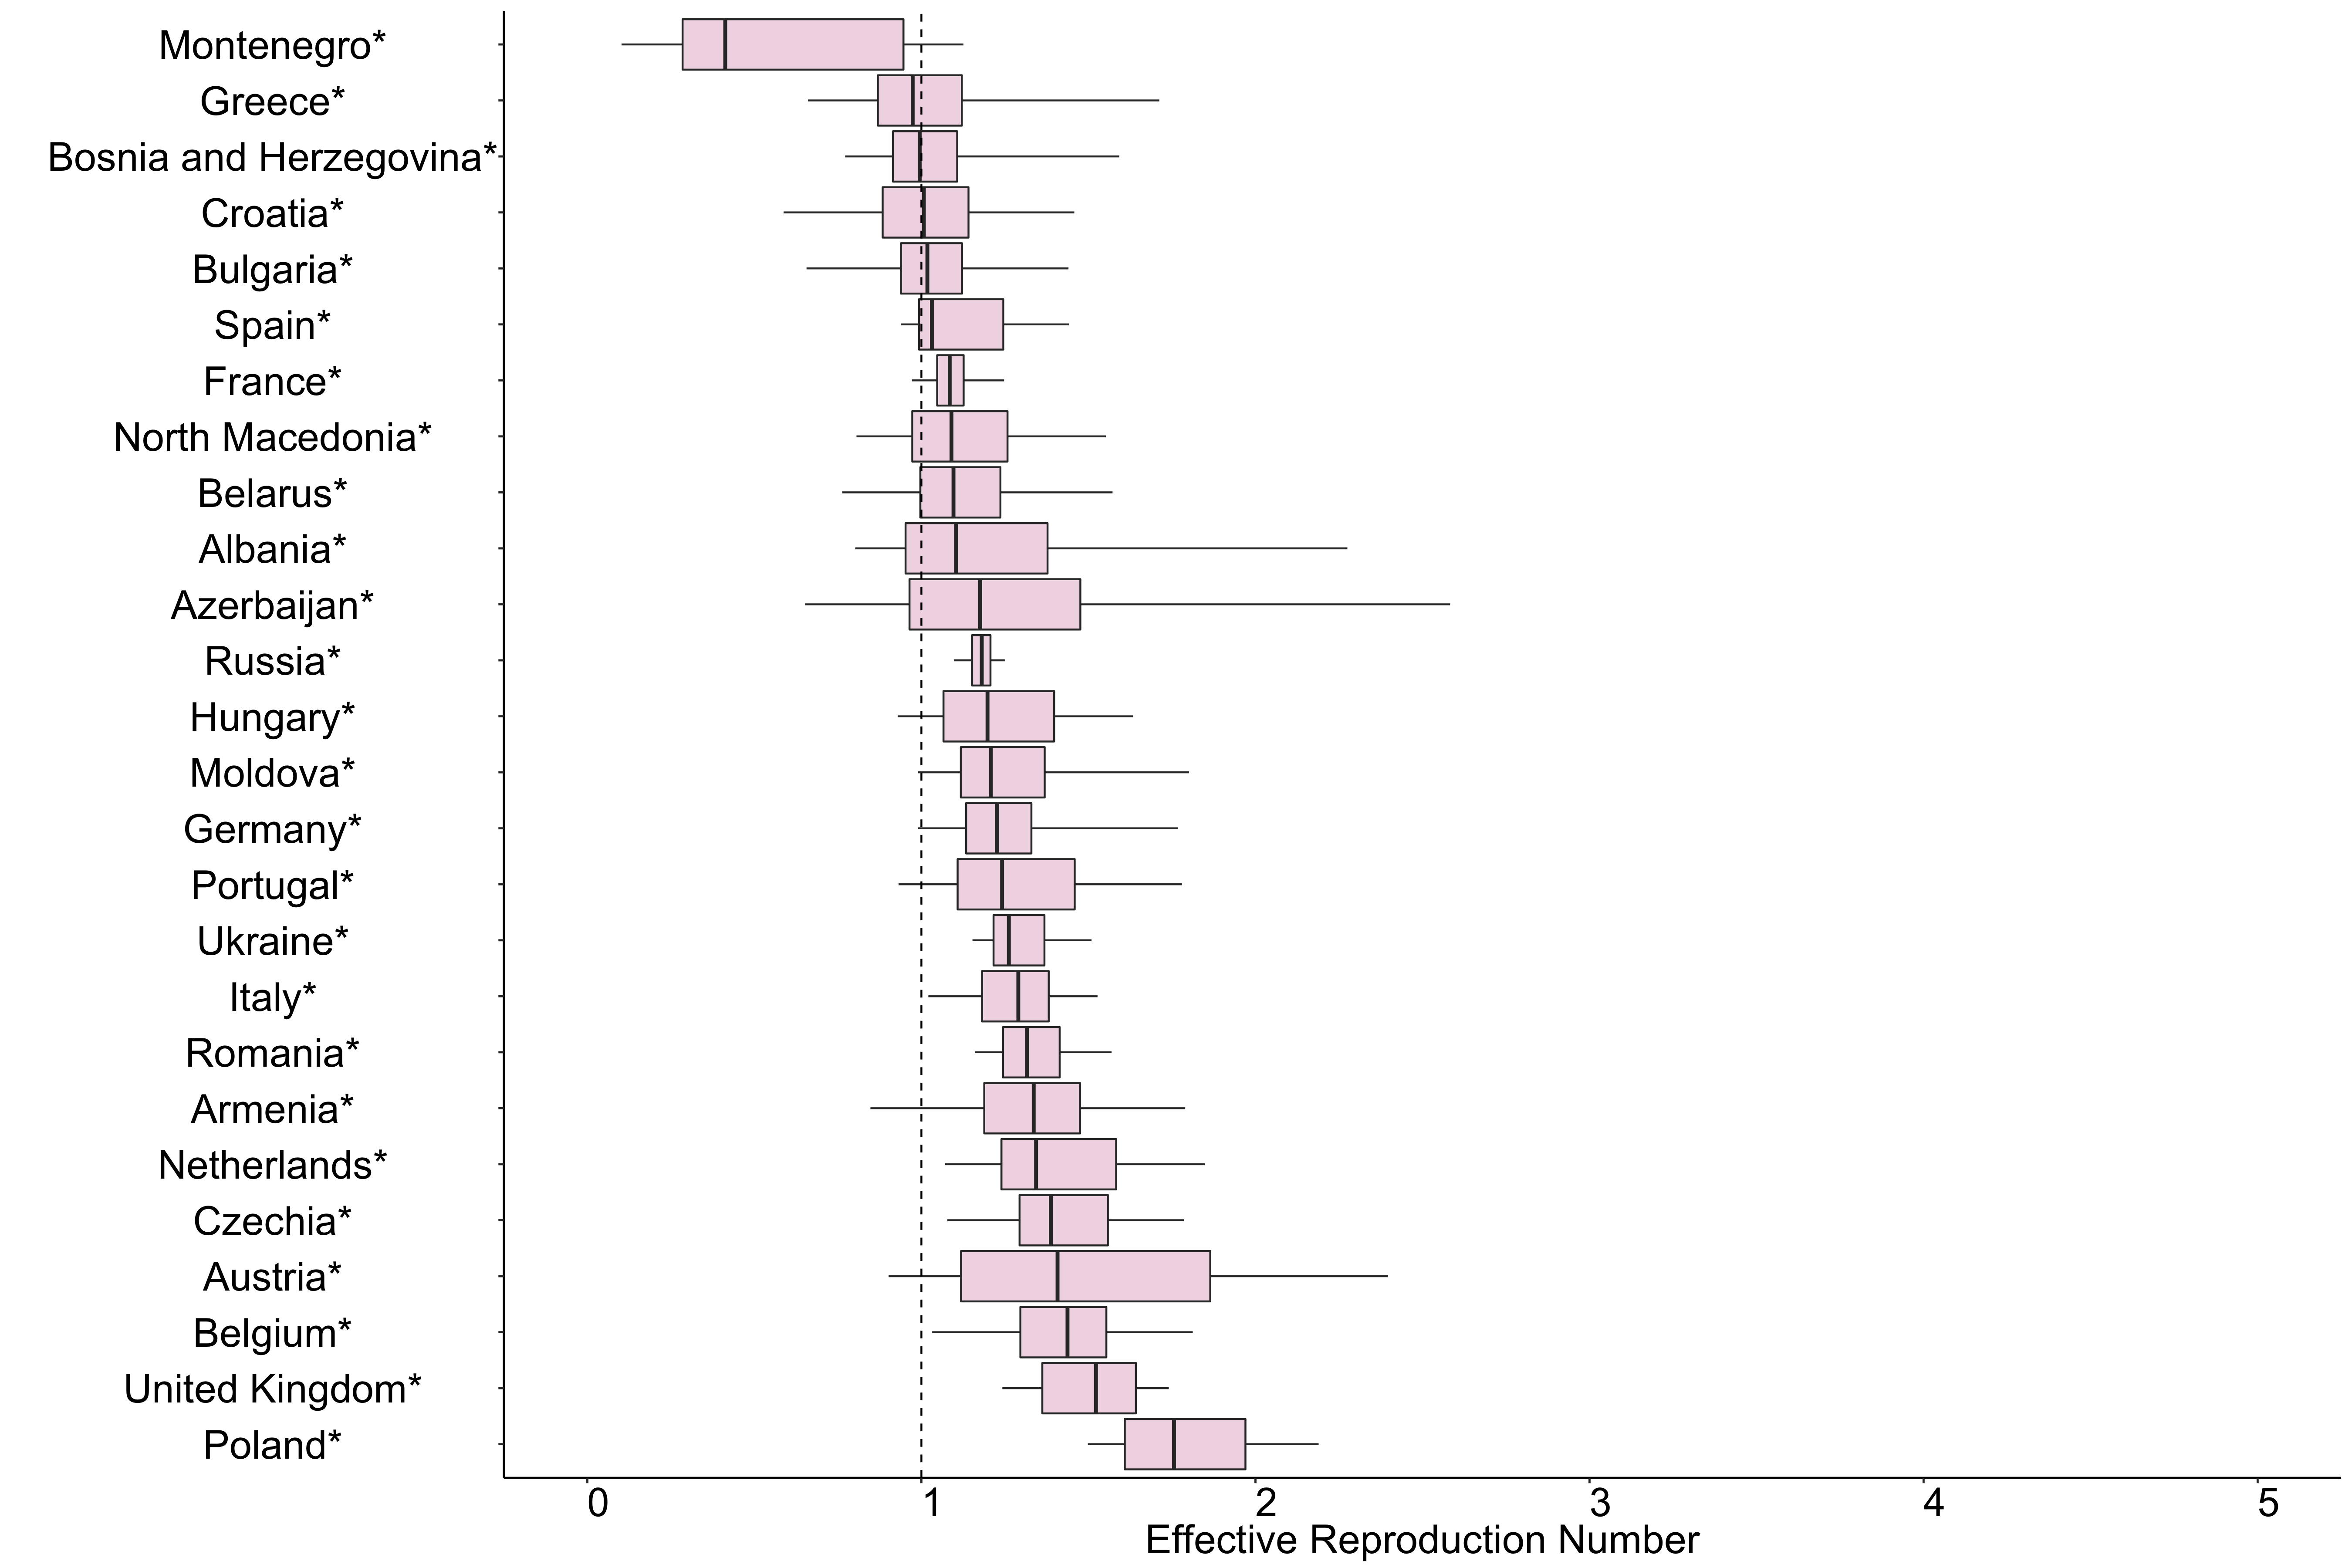 Montenegro*
Greece*
Bosnia and Herzegovina*
Croatia*
Bulgaria*
Spain*
France*
North Macedonia*
Belarus*
Albania*
Azerbaijan*
Russia*
Hungary*
Moldova*
Germany*
Portugal*
Ukraine*
Italy*
Romania*
Armenia*
Netherlands*
Czechia*
Austria*
Belgium*
United Kingdom*
Poland*
0 1 2 3 4 5
Effective Reproduction Number